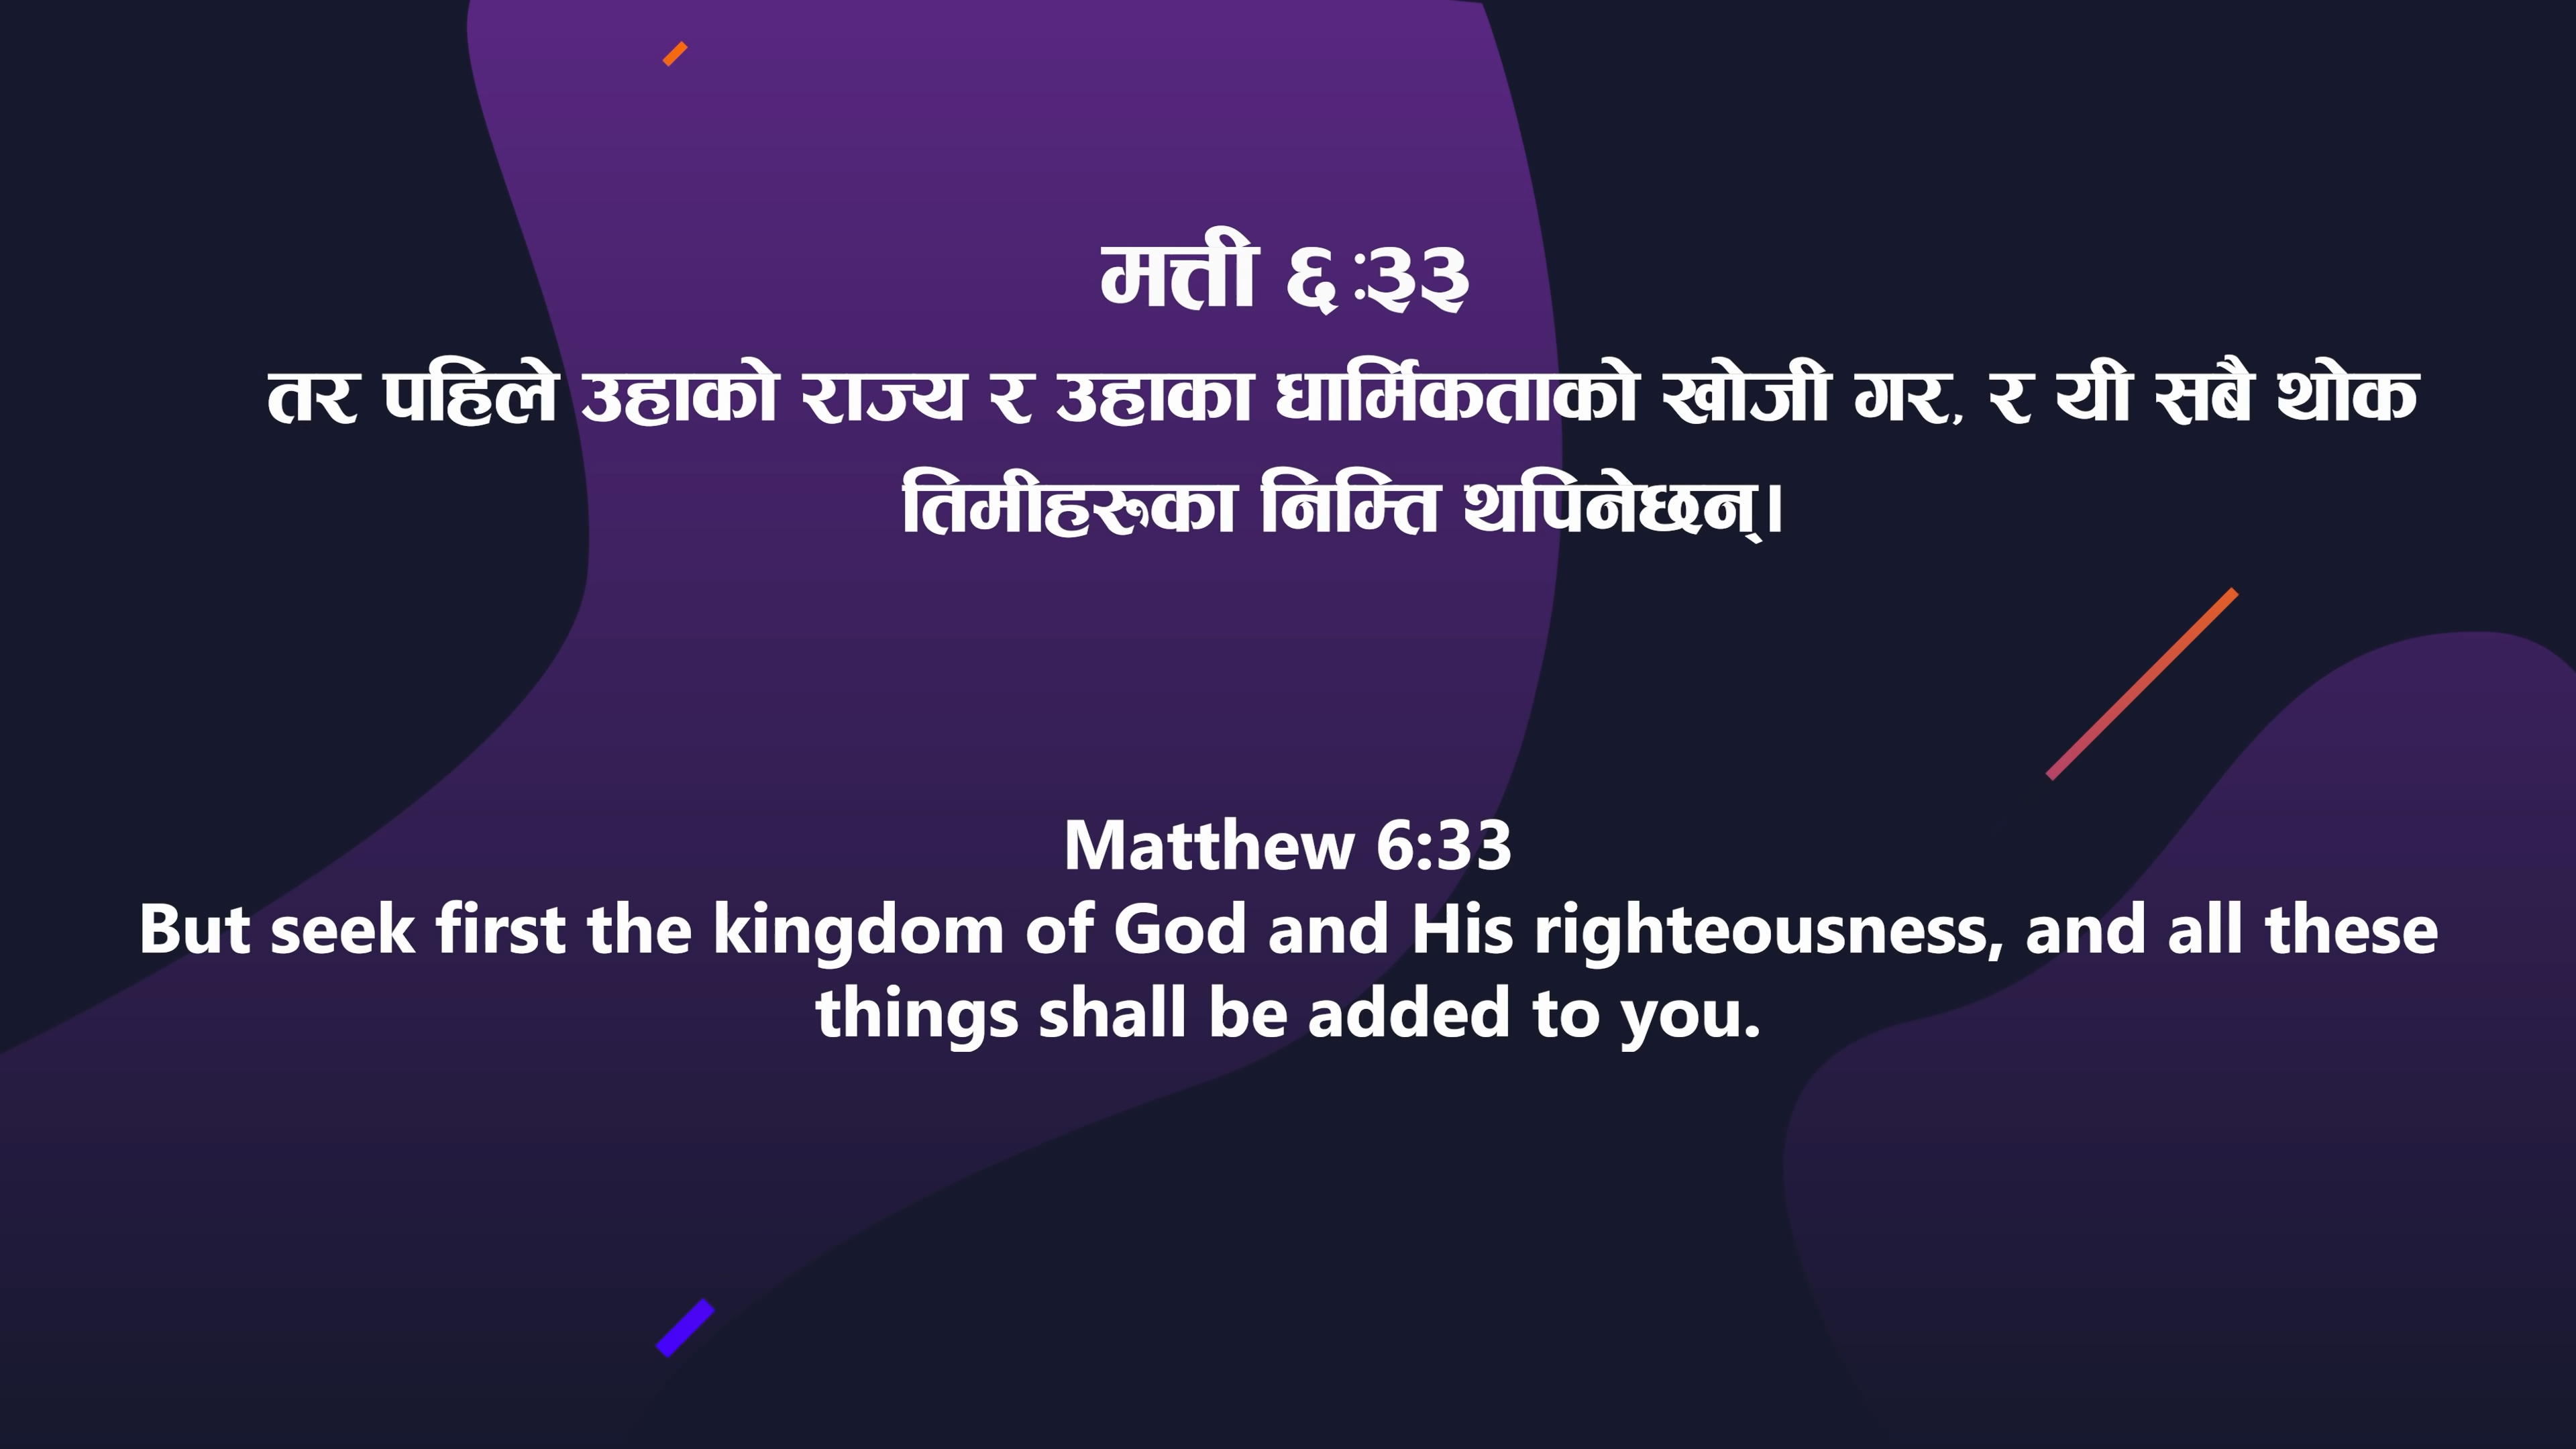 मत्ती ६:३३
तर पहिले उहाको राज्य र उहाका धार्मिकताको खोजी गर, र यी सबै थोक
तिमीहरुका निम्ति थपिनेछन्।
Matthew 6:33
But seek first the kingdom of God and His righteousness, and all these
things shall be added to you.